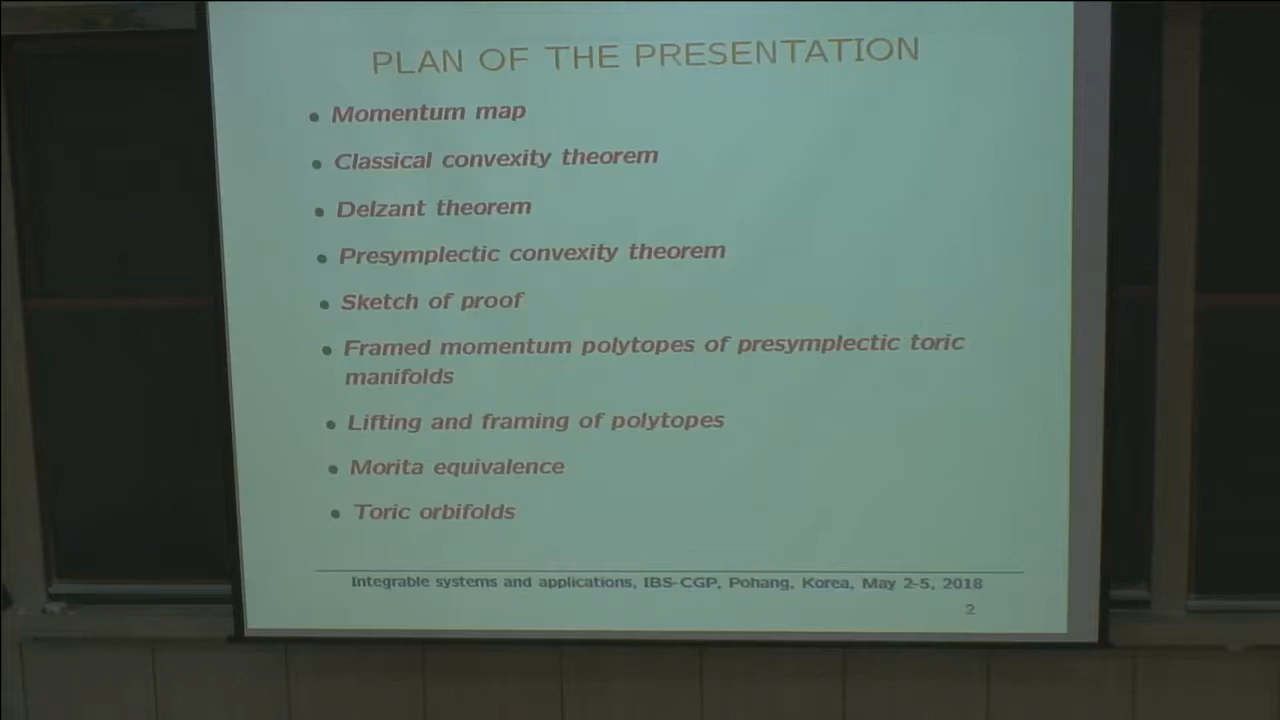 PLAN OF THE PRESENTATION
• Momentum map
• Classical convexity theorem
• Delzant theorem
• Presymplectic convexity theorem
• Sketch of proof
• Framed momentum polytopes of presymplectic toric
manifolds
• Lifting and framing of polytopes
• Morita equivalence
• Toric orbifolds
Integrable systems and applications, IBS-CGP, Pohang, Korea, May 2-5, 2018
2